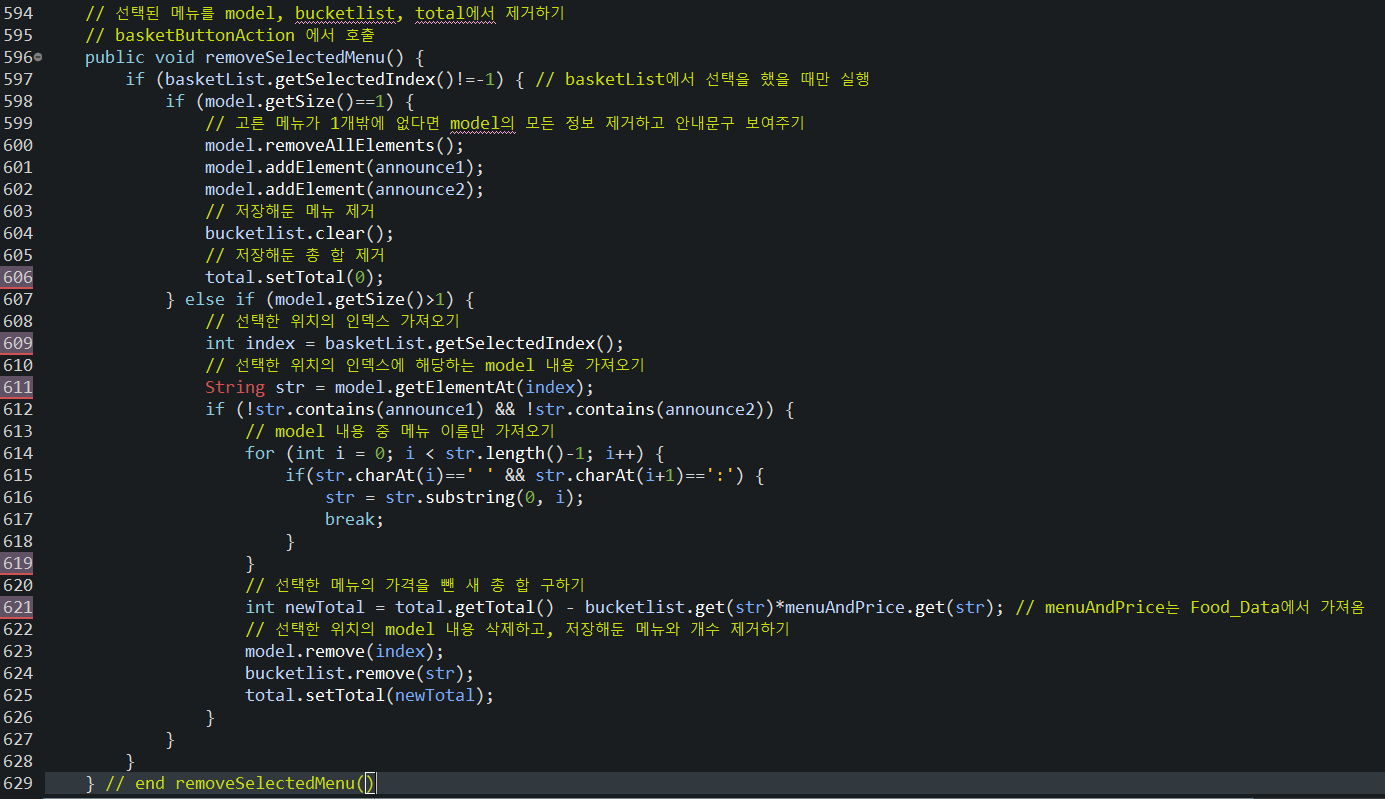 594 // 선택된 메뉴를 model, bucketlist, total에서 제거하기
595 // basketButtonAction 에서 호출
596 public void removeSelectedMenu() {
597 if (basketList.getSelectedIndex()!=-1) { // basketList에서 선택을 했을 때만 실행
598 if (model.getSize()==1) {
599 // 고른 메뉴가 1개밖에 없다면 model의 모든 정보 제거하고 안내문구 보여주기
600 model.removeAllElements();
601 model.addElement(announce1);
602 model.addElement(announce2);
603 // 저장해둔 메뉴 제거
604 bucketlist.clear();
605 // 저장해둔 총 합 제거
606 total.setTotal(0);
607 } else if (model.getSize()>1) {
608 // 선택한 위치의 인덱스 가져오기
609 int index = basketList.getSelectedIndex();
610 // 선택한 위치의 인덱스에 해당하는 model 내용 가져오기
611 String str = model.getElementAt(index);
612 if (!str.contains(announce1) && !str.contains(announce2)) {
613 // model 내용 중 메뉴 이름만 가져오기
614 for (int i = 0; i < str.length()-1; i++) {
615 if(str.charAt(i)==' ' && str.charAt(i+1)==':') {
616 str = str.substring(0, i);
617 break;
618 }
619 }
620 // 선택한 메뉴의 가격을 뺀 새 총 합 구하기
621 int newTotal = total.getTotal() - bucketlist.get(str)*menuAndPrice.get(str); // menuAndPrice는 Food_Data에서 가져옴
622 // 선택한 위치의 model 내용 삭제하고, 저장해둔 메뉴와 개수 제거하기
623 model.remove(index);
624 bucketlist.remove(str);
625 total.setTotal(newTotal);
626 }
627 }
628 }
629 } // end removeSelectedMenu()